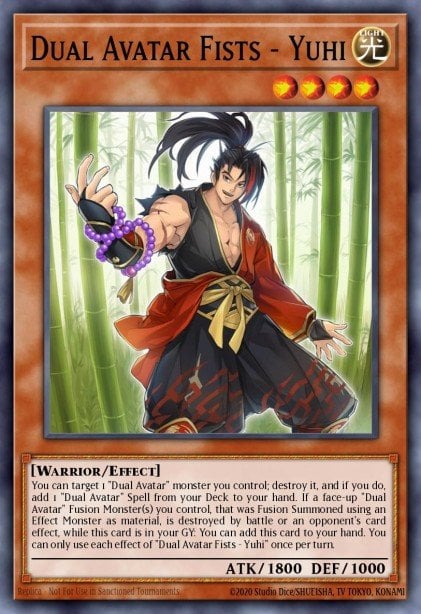 Dual Avatar Fists - Yuhi
LIGHT
光
[Warrior/Effect]
You can target 1 "Dual Avatar" monster you control; destroy it, and if you do,
add 1 "Dual Avatar" Spell from your Deck to your hand. If a face-up "Dual
Avatar" Fusion Monster(s) you control, that was Fusion Summoned using an
Effect Monster as material, is destroyed by battle or an opponent's card
effect, while this card is in your GY: You can add this card to your hand. You
can only use each effect of "Dual Avatar Fists - Yuhi" once per turn.
ATK/1800 DEF/1000
Replica - Not For Use in Sanctioned Tournaments
©2020 Studio Dice/SHUEISHA, TV TOKYO, KONAMI